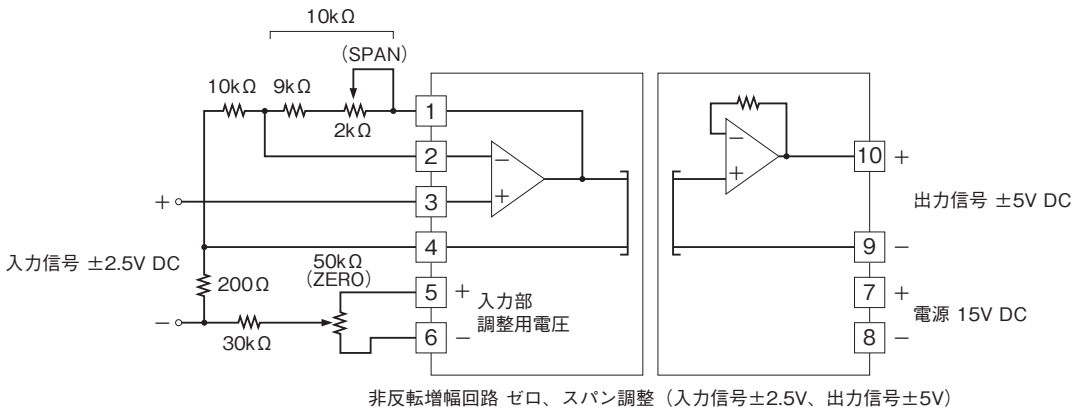 10kΩ
(SPAN)
10kΩ 9kΩ
2kΩ
1
2
3
4
5
6
−
+
+
入力信号 ±2.5V DC
−
200Ω
50kΩ
(ZERO)
30kΩ
+
−
入力部
調整用電圧
−
+
10 +
出力信号 ±5V DC
9 −
7 +
電源 15V DC
8 −
非反転増幅回路 ゼロ、スパン調整（入力信号±2.5V、出力信号±5V）